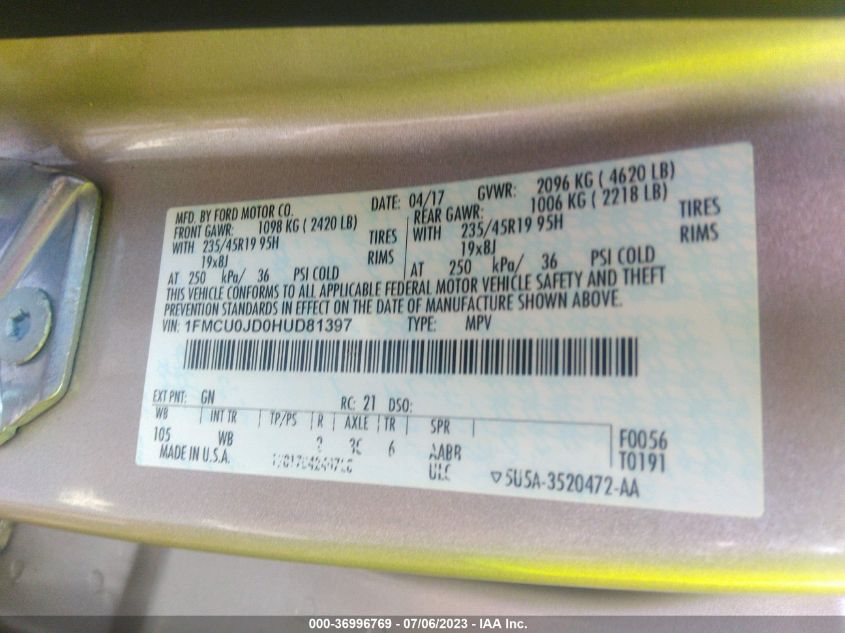 MFD. BY FORD MOTOR CO. DATE: 04/17 GVWR: 2096 KG ( 4620 LB)
FRONT GAWR: 1098 KG ( 2420 LB) REAR GAWR: 1006 KG ( 2218 LB)
WITH 235/45R19 95H TIRES WITH 235/45R19 95H TIRES
19x8J RIMS 19x8J RIMS
AT 250 kPa/ 36 PSI COLD AT 250 kPa/ 36 PSI COLD
THIS VEHICLE CONFORMS TO ALL APPLICABLE FEDERAL MOTOR VEHICLE SAFETY AND THEFT
PREVENTION STANDARDS IN EFFECT ON THE DATE OF MANUFACTURE SHOWN ABOVE.
VIN: 1FMCU0JD0HUD81397 TYPE: MPV
EXT PNT: GN RC: 21 DSO:
WB INT TR TP/PS R AXLE TR SPR
105 WB 6 AABR F0056
MADE IN U.S.A. ULC T0191
5U5A-3520472-AA
000-36996769 - 07/06/2023 - IAA Inc.